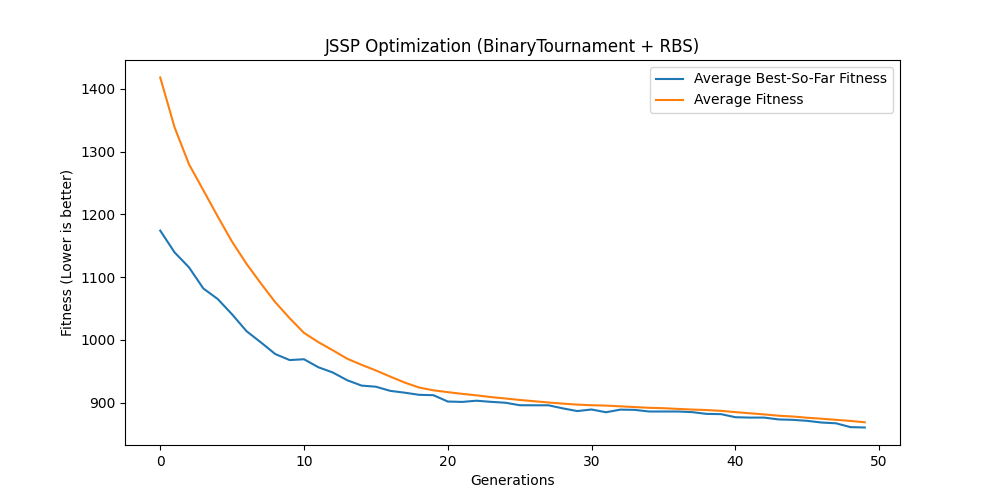 JSSP Optimization (BinaryTournament + RBS)
Average Best-So-Far Fitness
Average Fitness
Fitness (Lower is better)
1400
1300
1200
1100
1000
900
0 10 20 30 40 50
Generations